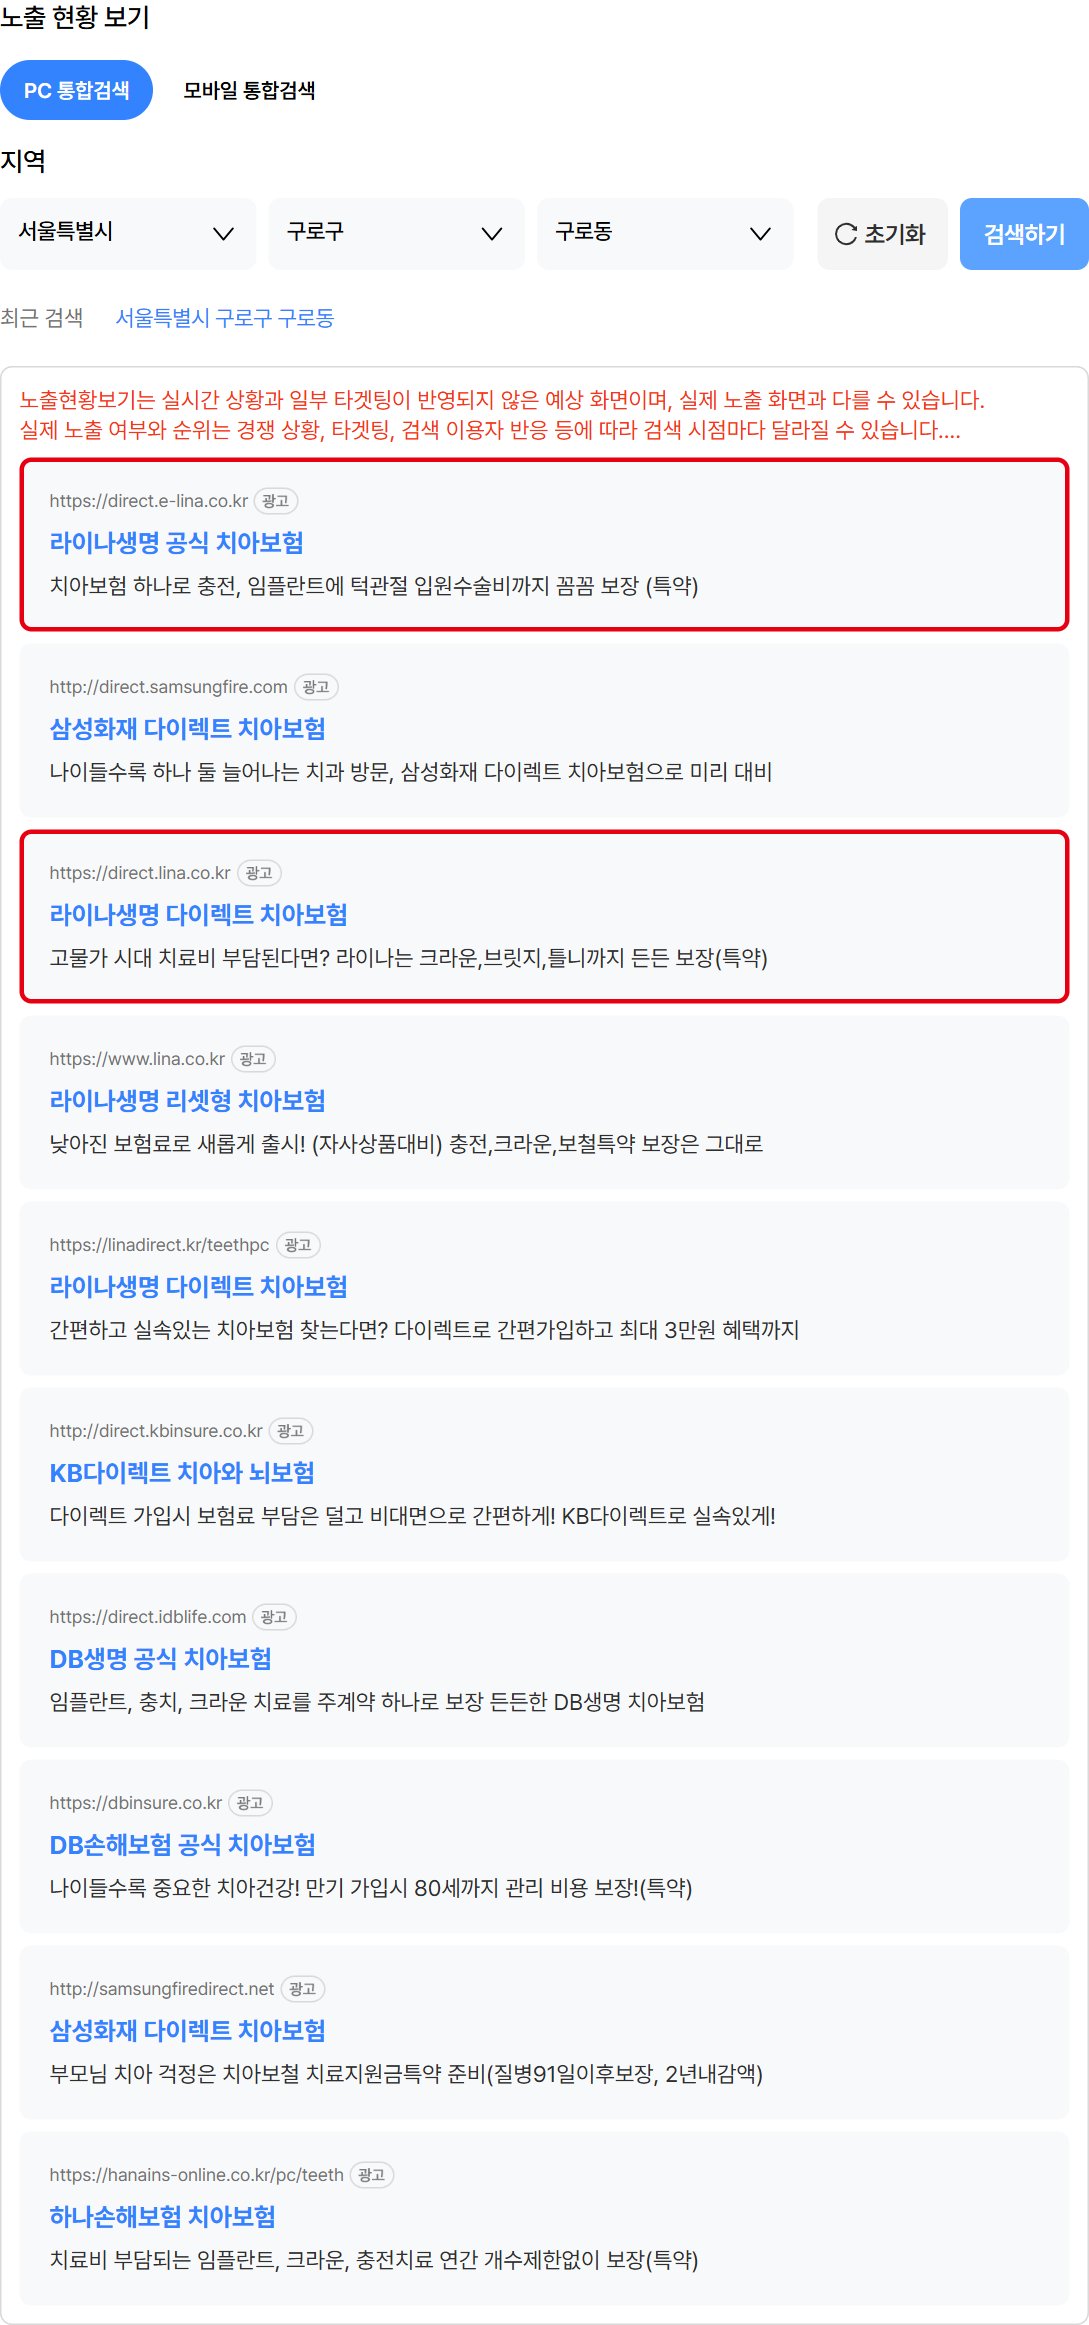 노출 현황 보기
PC 통합검색
모바일 통합검색
지역
서울특별시
구로구
구로동
초기화
검색하기
최근 검색
서울특별시 구로구 구로동
노출현황보기는 실시간 상황과 일부 타겟팅이 반영되지 않은 예상 화면이며, 실제 노출 화면과 다를 수 있습니다.
실제 노출 여부와 순위는 경쟁 상황, 타겟팅, 검색 이용자 반응 등에 따라 검색 시점마다 달라질 수 있습니다....
https://direct.e-lina.co.kr 광고
라이나생명 공식 치아보험
치아보험 하나로 충전, 임플란트에 턱관절 입원수술비까지 꼼꼼 보장 (특약)
http://direct.samsungfire.com 광고
삼성화재 다이렉트 치아보험
나이들수록 하나 둘 늘어나는 치과 방문, 삼성화재 다이렉트 치아보험으로 미리 대비
https://direct.lina.co.kr 광고
라이나생명 다이렉트 치아보험
고물가 시대 치료비 부담된다면? 라이나는 크라운,브릿지,틀니까지 든든 보장(특약)
https://www.lina.co.kr 광고
라이나생명 리셋형 치아보험
낮아진 보험료로 새롭게 출시! (자사상품대비) 충전,크라운,보철특약 보장은 그대로
https://linadirect.kr/teethpc 광고
라이나생명 다이렉트 치아보험
간편하고 실속있는 치아보험 찾는다면? 다이렉트로 간편가입하고 최대 3만원 혜택까지
http://direct.kbinsure.co.kr 광고
KB다이렉트 치아와 뇌보험
다이렉트 가입시 보험료 부담은 덜고 비대면으로 간편하게! KB다이렉트로 실속있게!
https://direct.idblife.com 광고
DB생명 공식 치아보험
임플란트, 충치, 크라운 치료를 주계약 하나로 보장 든든한 DB생명 치아보험
https://dbinsure.co.kr 광고
DB손해보험 공식 치아보험
나이들수록 중요한 치아건강! 만기 가입시 80세까지 관리 비용 보장!(특약)
http://samsungfiredirect.net 광고
삼성화재 다이렉트 치아보험
부모님 치아 걱정은 치아보철 치료지원금특약 준비(질병91일이후보장, 2년내감액)
https://hanains-online.co.kr/pc/teeth 광고
하나손해보험 치아보험
치료비 부담되는 임플란트, 크라운, 충전치료 연간 개수제한없이 보장(특약)